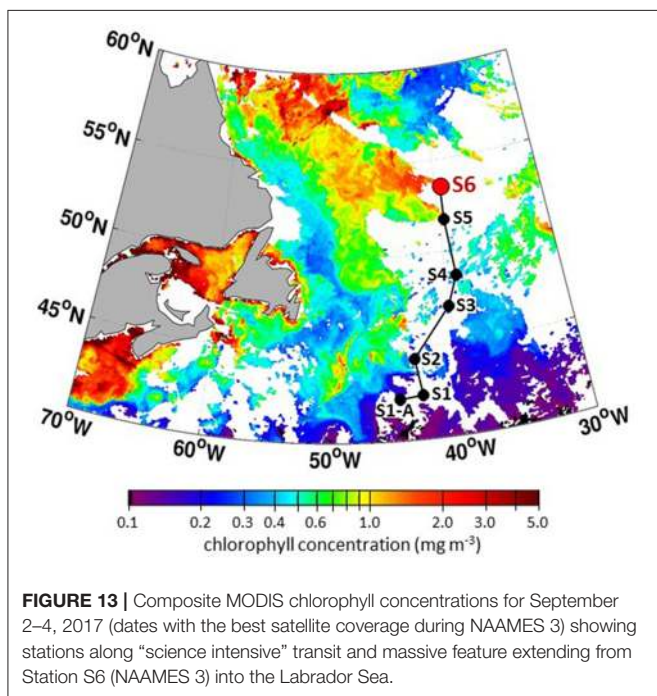 60°N
55°N
50°N
45°N
70°W
60°W
50°W
40°W
30°W
S6
S5
S4
S3
S2
S1
S1-A
0.1 0.2 0.3 0.4 0.6 1.0 2.0 3.0 5.0
chlorophyll concentration (mg m⁻³)
FIGURE 13 | Composite MODIS chlorophyll concentrations for September
2–4, 2017 (dates with the best satellite coverage during NAAMES 3) showing
stations along “science intensive” transit and massive feature extending from
Station S6 (NAAMES 3) into the Labrador Sea.